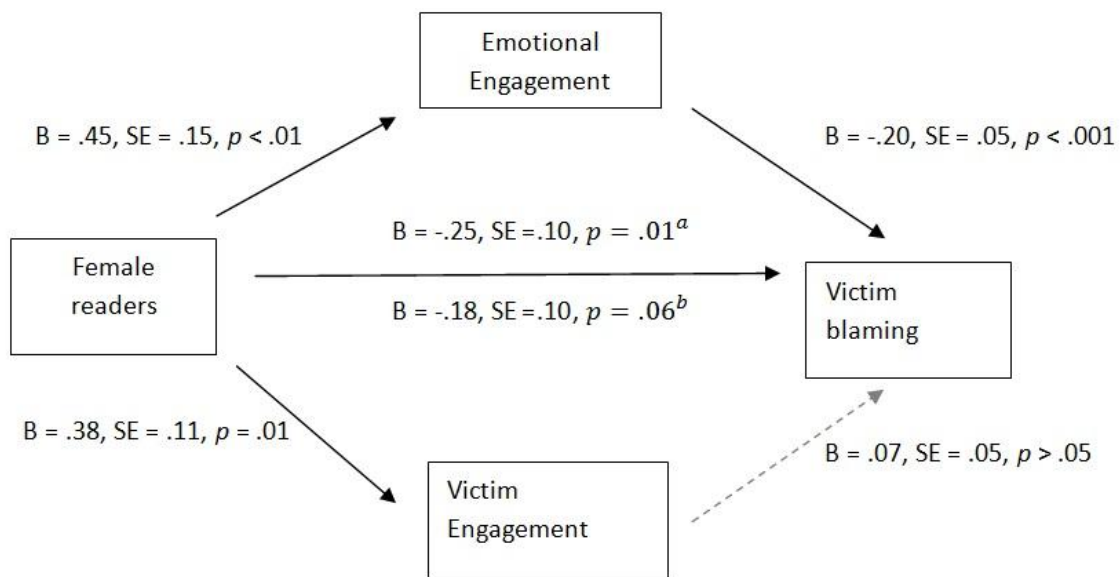 Emotional
Engagement
B = .45, SE = .15, p < .01
B = -.20, SE = .05, p < .001
B = -.25, SE =.10, p = .01ᵃ
Female
readers
B = -.18, SE =.10, p = .06ᵇ
Victim
blaming
B = .38, SE = .11, p = .01
B = .07, SE = .05, p > .05
Victim
Engagement